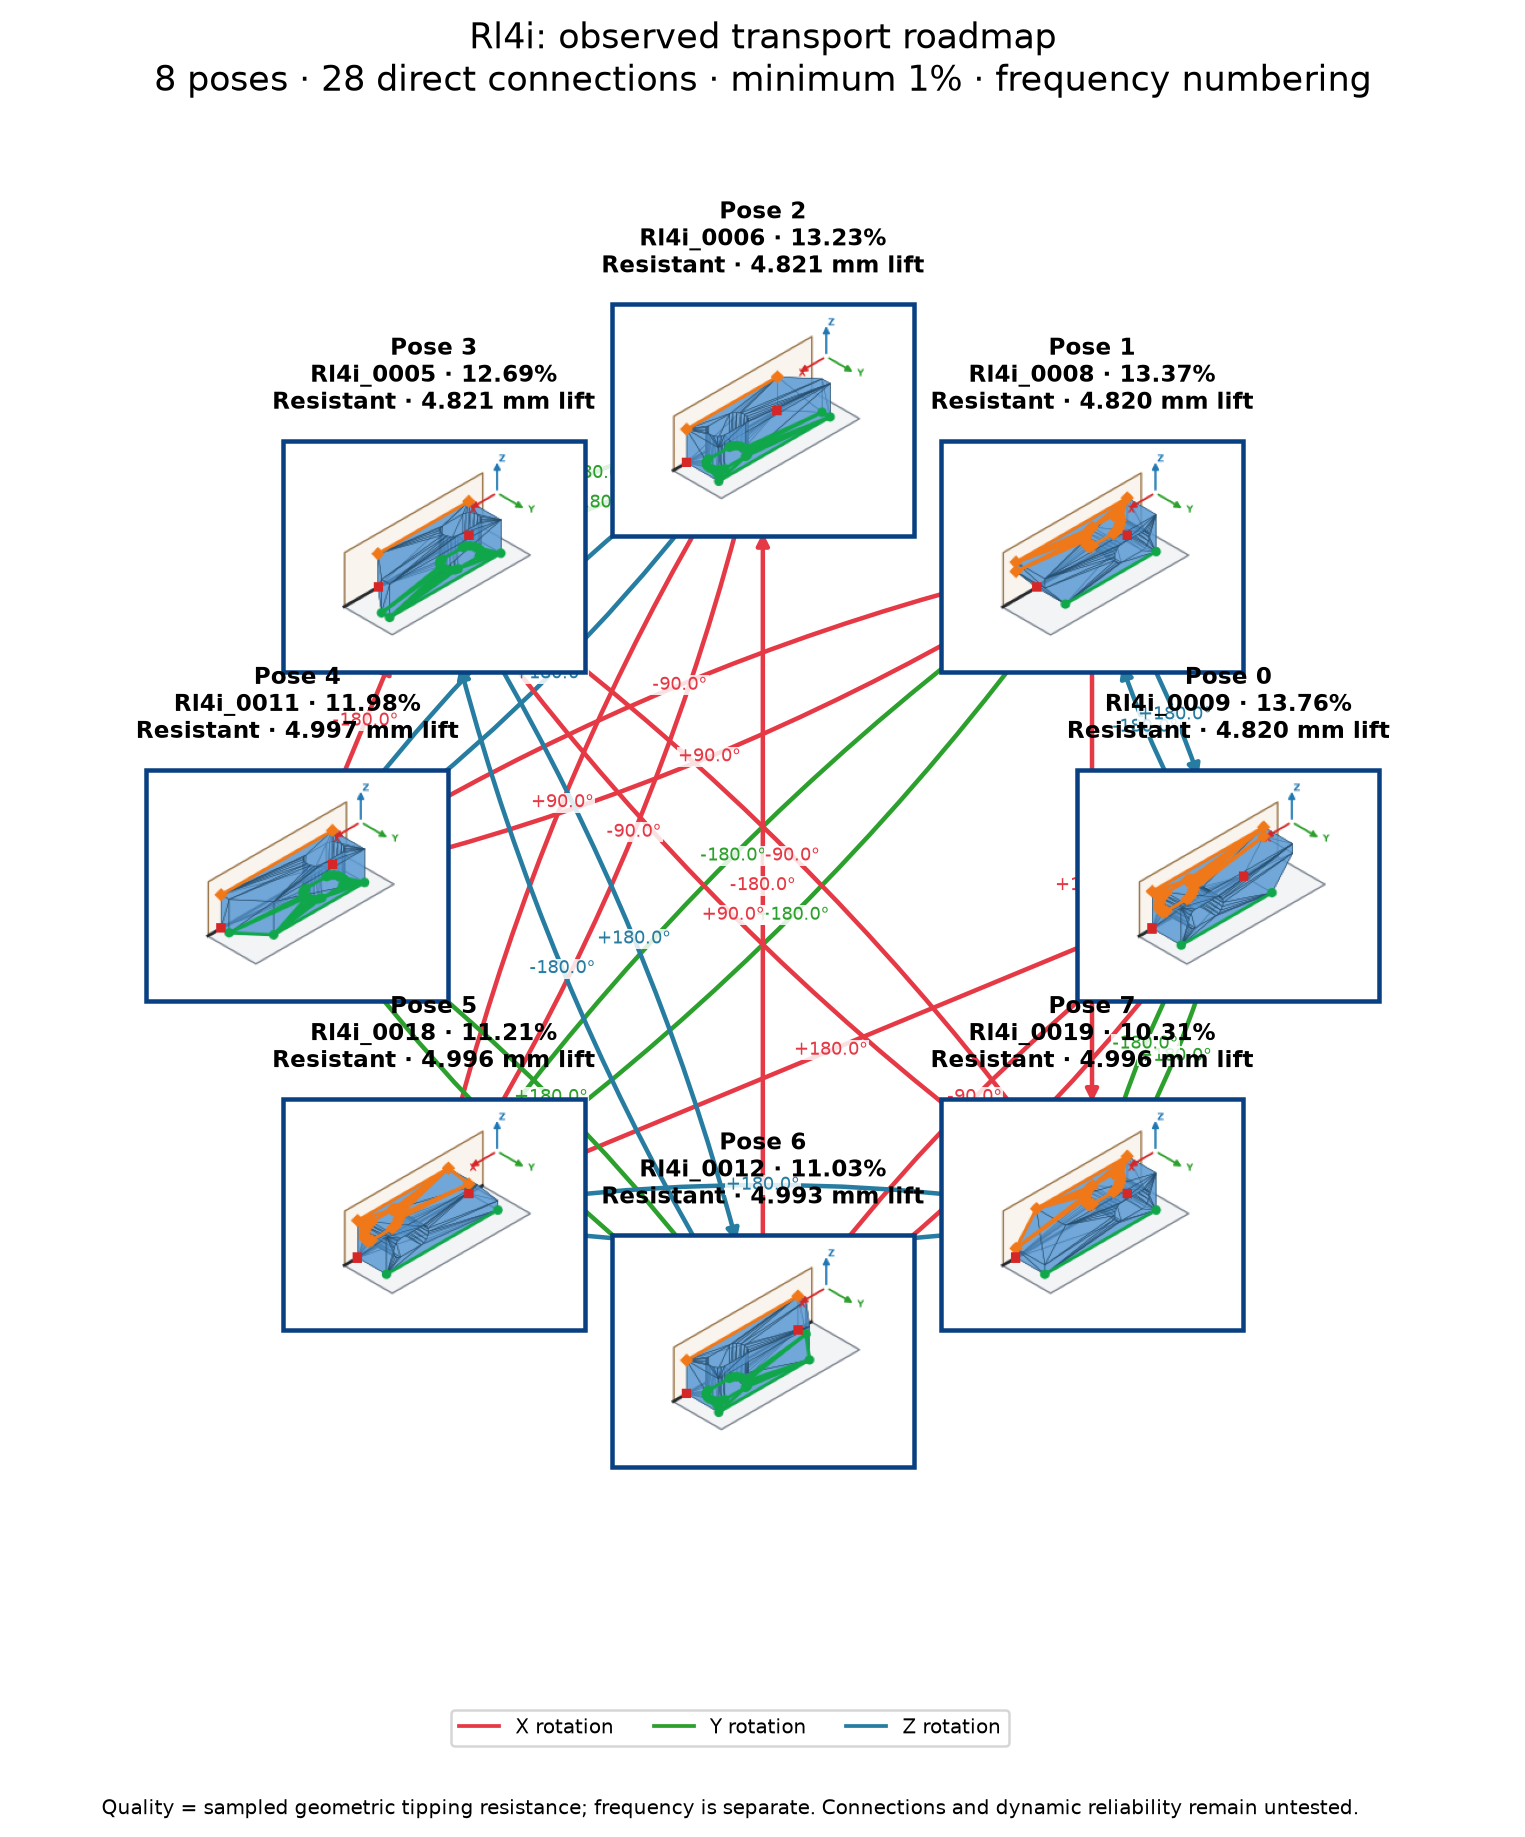 Rl4i: observed transport roadmap
8 poses · 28 direct connections · minimum 1% · frequency numbering
Pose 2
Rl4i_0006 · 13.23%
Resistant · 4.821 mm lift
Pose 3
Rl4i_0005 · 12.69%
Resistant · 4.821 mm lift
Pose 1
Rl4i_0008 · 13.37%
Resistant · 4.820 mm lift
Pose 4
Rl4i_0011 · 11.98%
Resistant · 4.997 mm lift
Pose 0
Rl4i_0009 · 13.76%
Resistant · 4.820 mm lift
-180.0°
+180.0°
-90.0°
+90.0°
+90.0°
-90.0°
-180.0°
-90.0°
-180.0°
+90.0°
-180.0°
+180.0°
-180.0°
Pose 5
Rl4i_0018 · 11.21%
Resistant · 4.996 mm lift
Pose 7
Rl4i_0019 · 10.31%
Resistant · 4.996 mm lift
+180.0°
-180.0°
+180.0°
-90.0°
Pose 6
Rl4i_0012 · 11.03%
Resistant · 4.993 mm lift
+180.0°
X rotation
Y rotation
Z rotation
Quality = sampled geometric tipping resistance; frequency is separate. Connections and dynamic reliability remain untested.